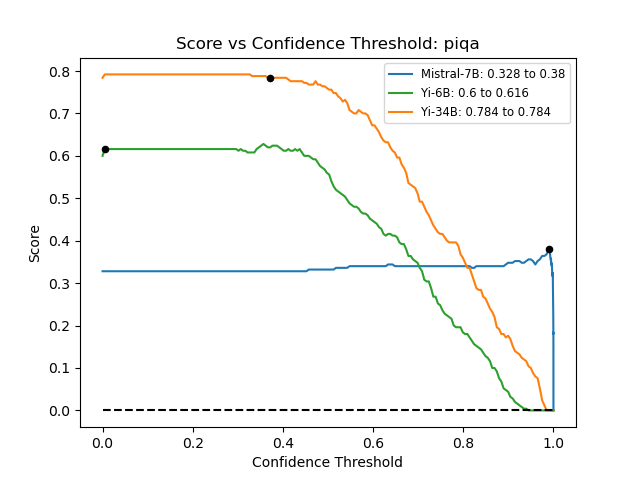 Score vs Confidence Threshold: piqa
Mistral-7B: 0.328 to 0.38
Yi-6B: 0.6 to 0.616
Yi-34B: 0.784 to 0.784
0.8
0.7
0.6
0.5
0.4
0.3
0.2
0.1
0.0
Score
0.0 0.2 0.4 0.6 0.8 1.0
Confidence Threshold